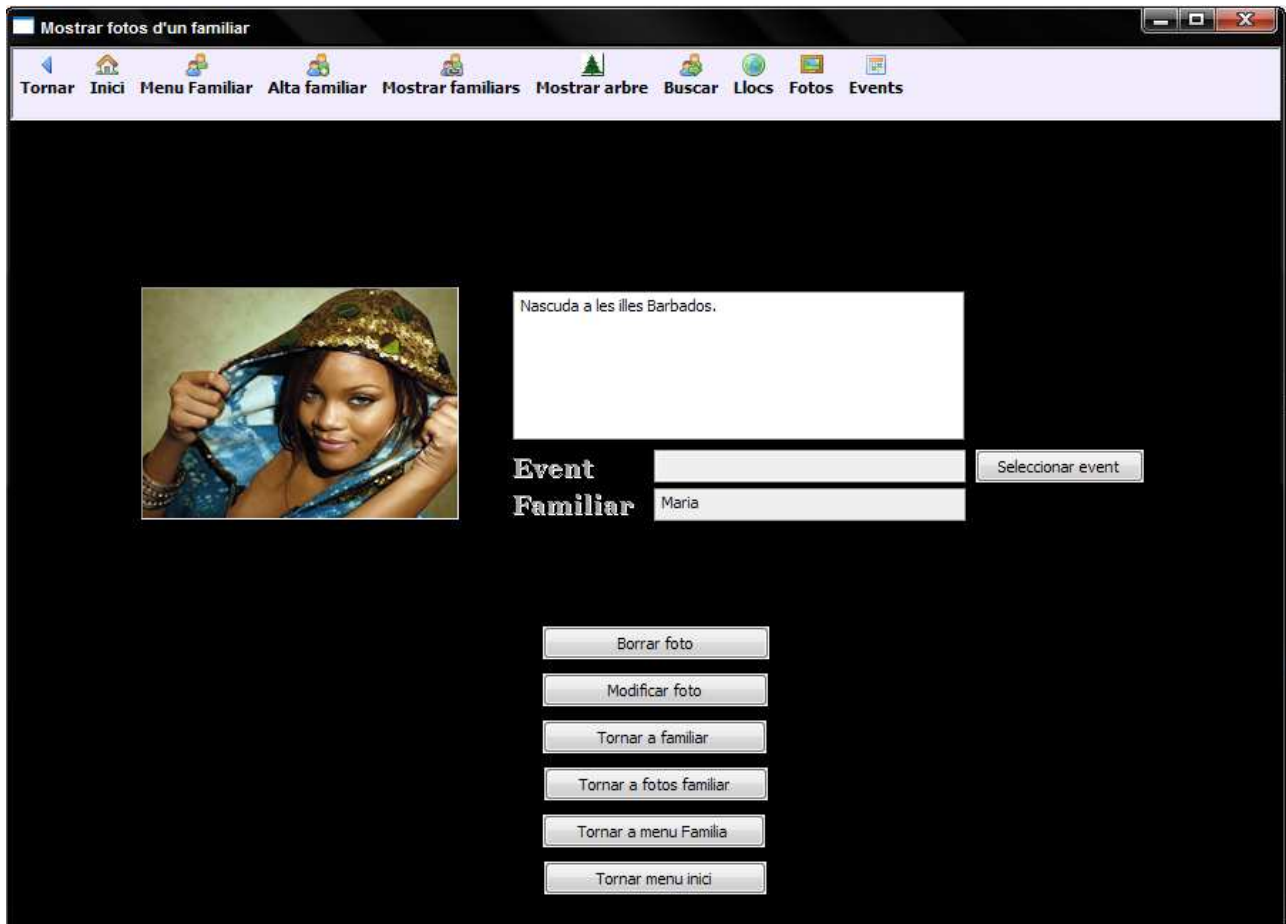 Mostrar fotos d'un familiar
Tornar Inici Menu Familiar Alta familiar Mostrar familiars Mostrar arbre Buscar Llocs Fotos Events
Nascuda a les illes Barbados.
Event Seleccionar event
Familiar Maria
Borrar foto
Modificar foto
Tornar a familiar
Tornar a fotos familiar
Tornar a menu Familia
Tornar menu inici